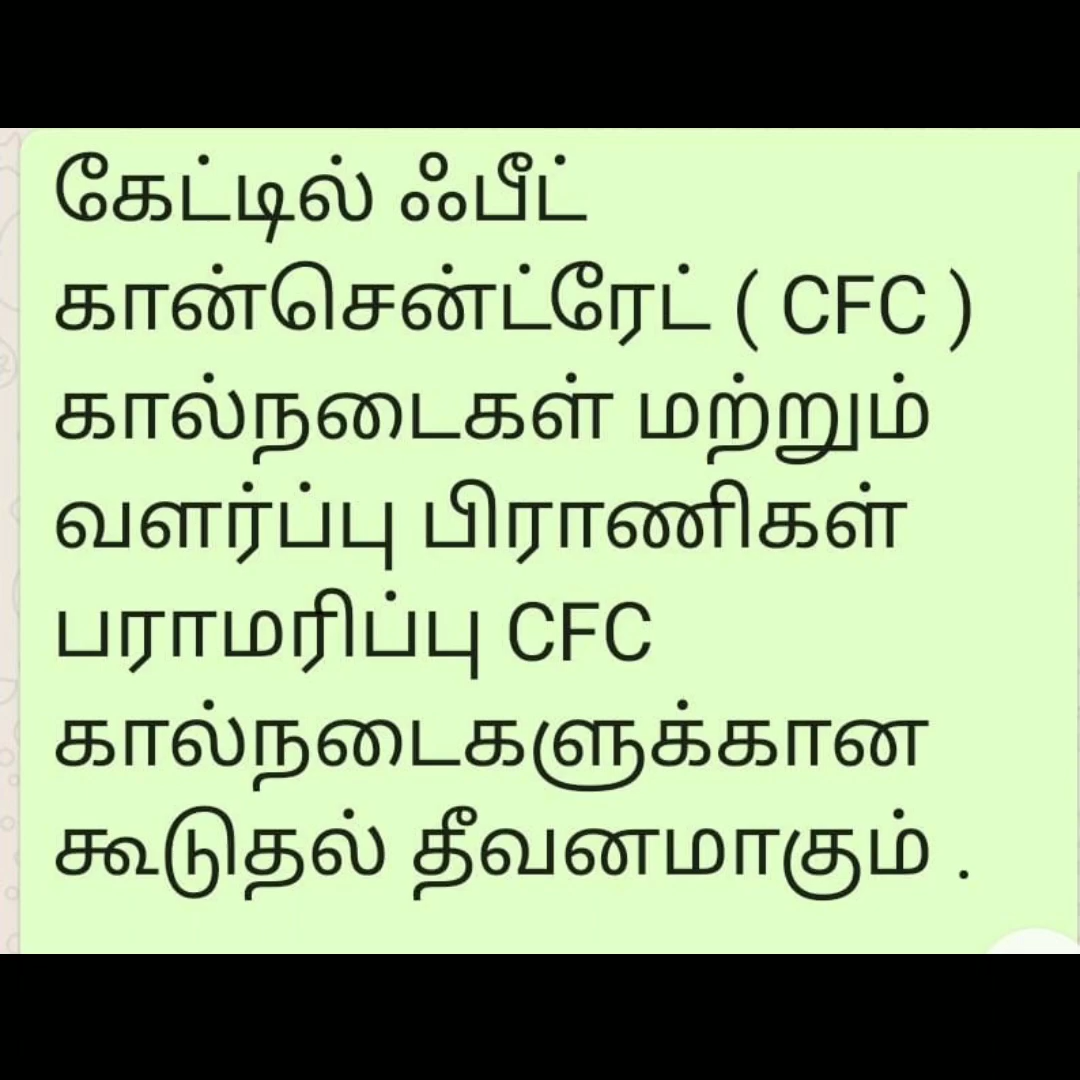 கேட்டில் ஃபீட்
கான்சென்ட்ரேட் ( CFC )
கால்நடைகள் மற்றும்
வளர்ப்பு பிராணிகள்
பராமரிப்பு CFC
கால்நடைகளுக்கான
கூடுதல் தீவனமாகும் .